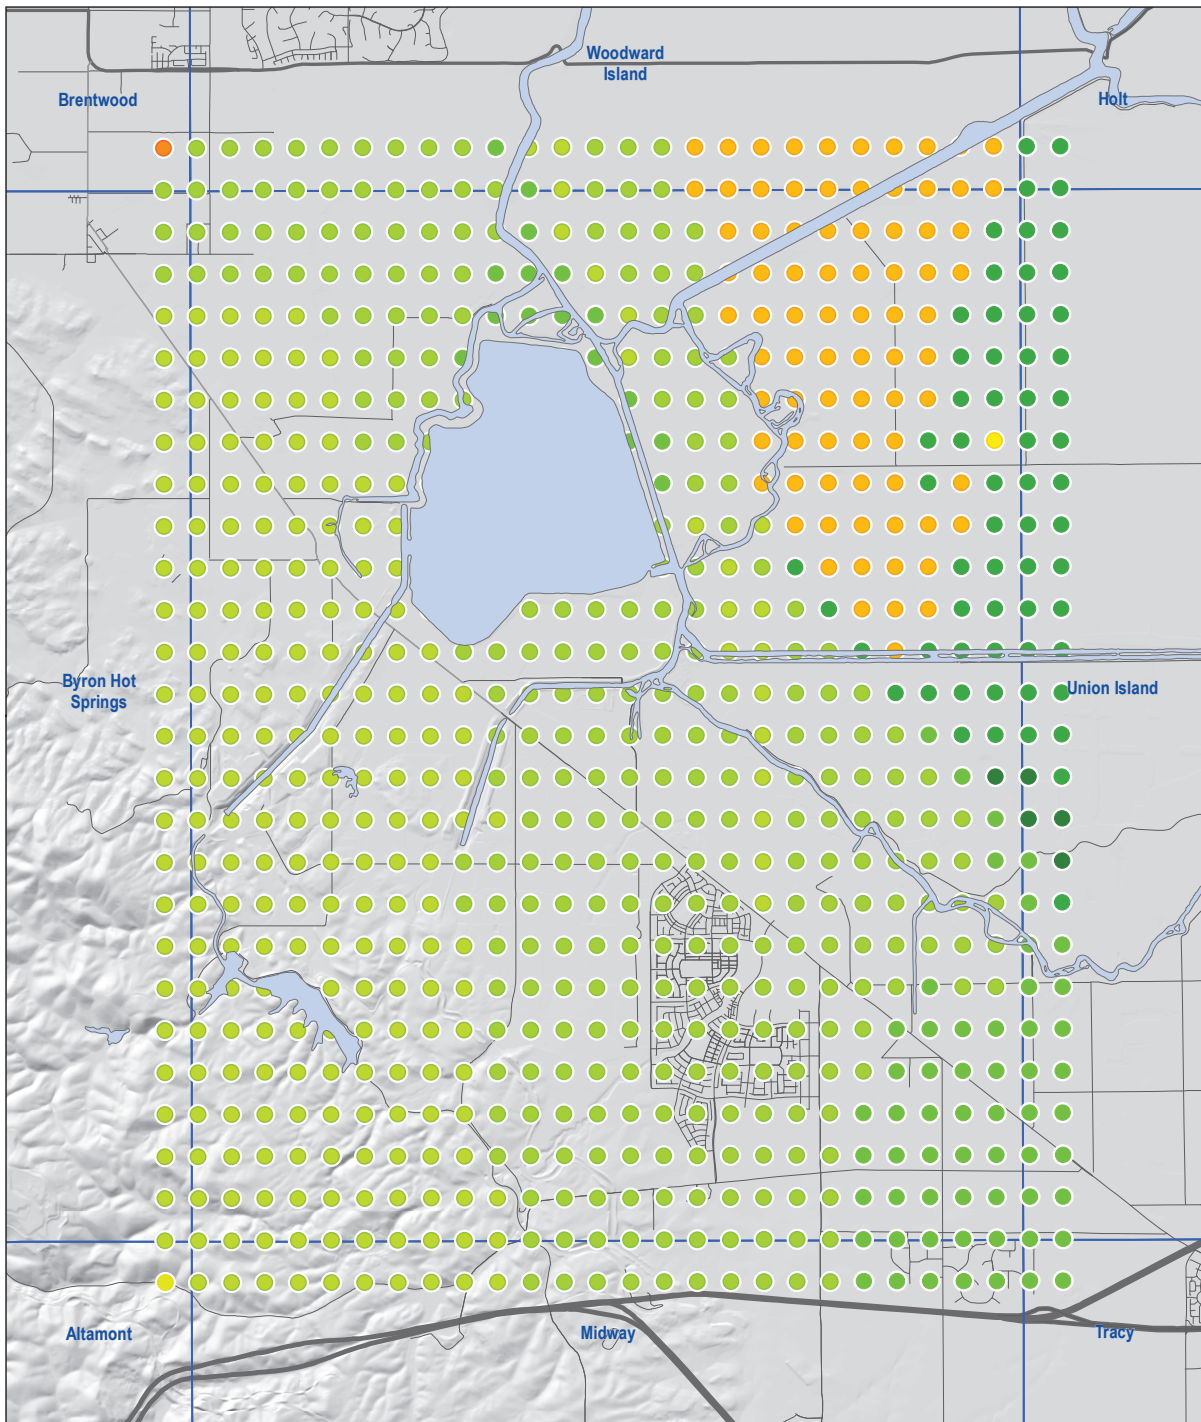 Woodward
Island
Brentwood
Holt
Byron Hot
Springs
Union Island
Altamont
Midway
Tracy